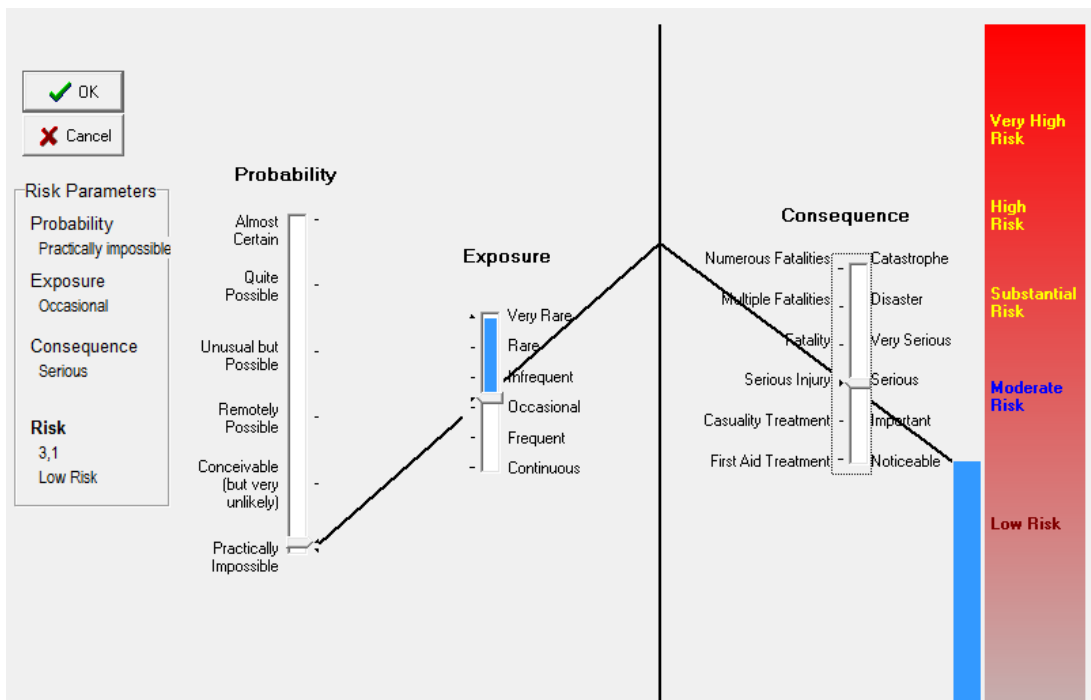 OK
Cancel
Risk Parameters
Probability
Practically impossible
Exposure
Occasional
Consequence
Serious
Risk
3,1
Low Risk
Probability
Almost
Certain
Quite
Possible
Unusual but
Possible
Remotely
Possible
Conceivable
(but very
unlikely)
Practically
Impossible
Exposure
Very Rare
Rare
Infrequent
Occasional
Frequent
Continuous
Consequence
Numerous Fatalities Catastrophe
Multiple Fatalities Disaster
Fatality Very Serious
Serious Injury Serious
Casuality Treatment Important
First Aid Treatment Noticeable
Very High
Risk
High
Risk
Substantial
Risk
Moderate
Risk
Low Risk